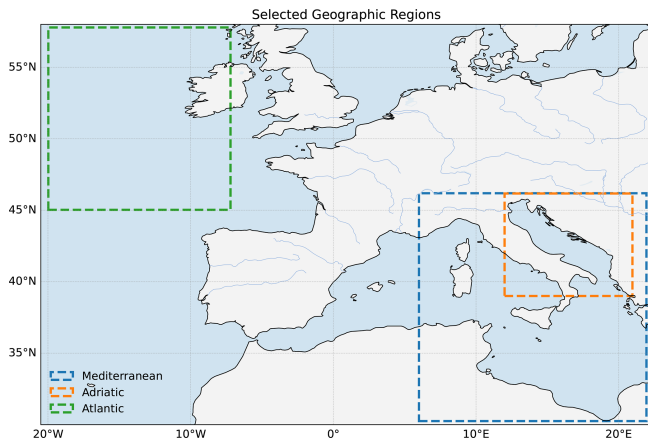 Selected Geographic Regions
55°N
50°N
45°N
40°N
35°N
Mediterranean
Adriatic
Atlantic
20°W
10°W
0°
10°E
20°E